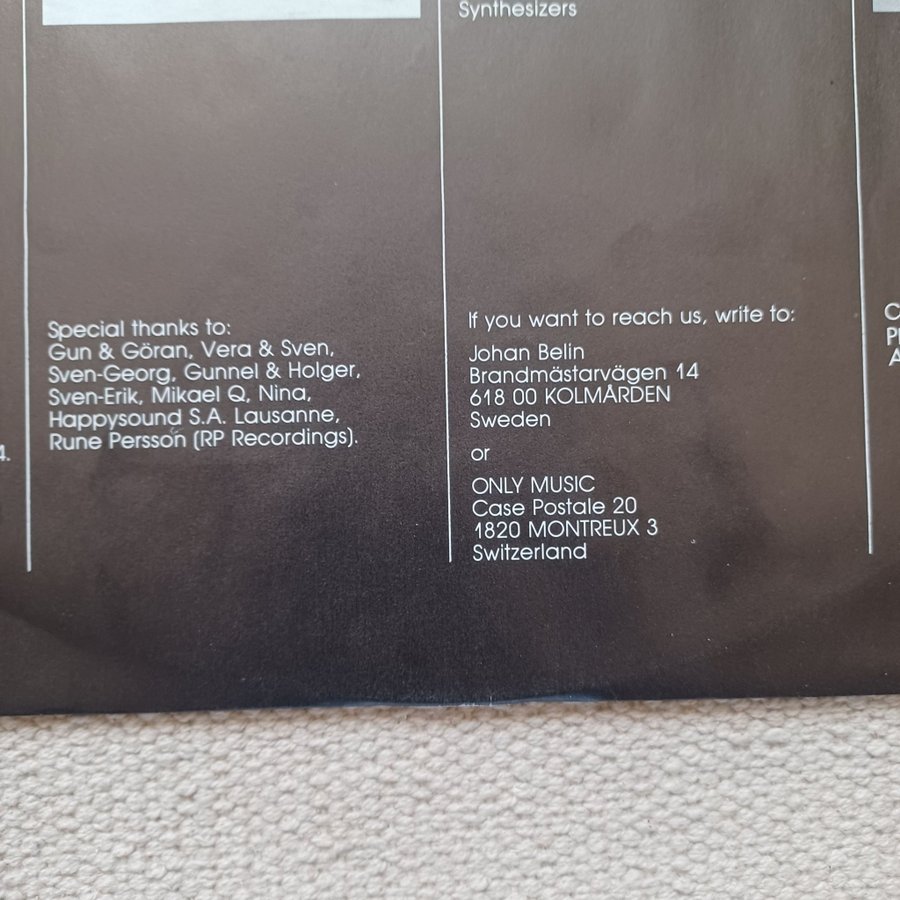 Synthesizers
Special thanks to:
Gun & Göran, Vera & Sven,
Sven-Georg, Gunnel & Holger,
Sven-Erik, Mikael Q, Nina,
Happysound S.A. Lausanne,
Rune Persson (RP Recordings).
If you want to reach us, write to:
Johan Belin
Brandmästarvägen 14
618 00 KOLMÅRDEN
Sweden
or
ONLY MUSIC
Case Postale 20
1820 MONTREUX 3
Switzerland